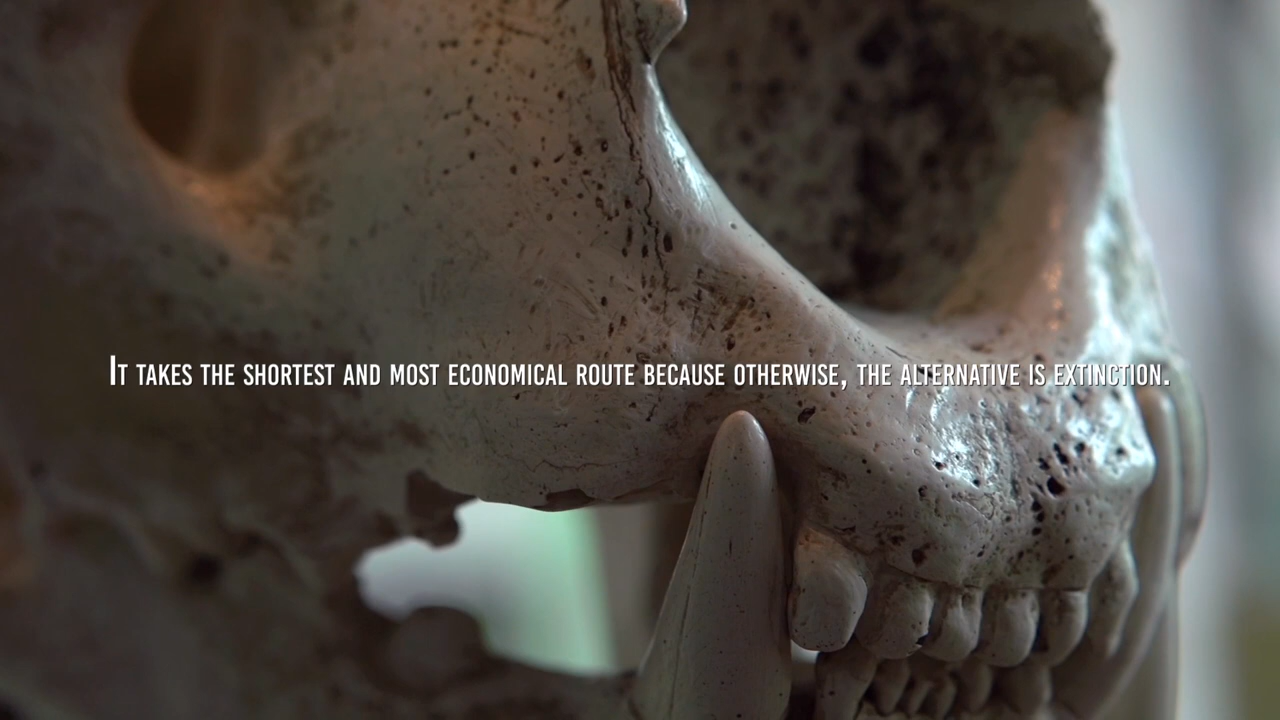 It takes the shortest and most economical route because otherwise, the alternative is extinction.